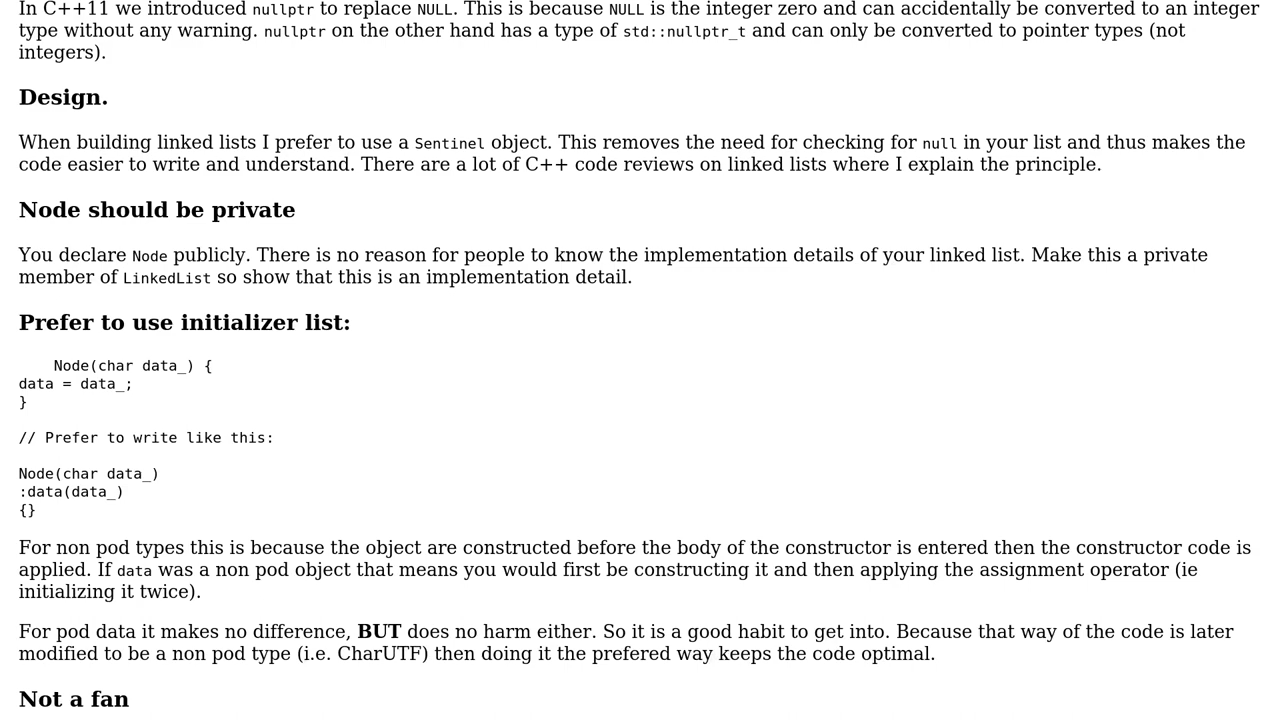 In C++11 we introduced nullptr to replace NULL. This is because NULL is the integer zero and can accidentally be converted to an integer
type without any warning. nullptr on the other hand has a type of std::nullptr_t and can only be converted to pointer types (not
integers).
Design.
When building linked lists I prefer to use a Sentinel object. This removes the need for checking for null in your list and thus makes the
code easier to write and understand. There are a lot of C++ code reviews on linked lists where I explain the principle.
Node should be private
You declare Node publicly. There is no reason for people to know the implementation details of your linked list. Make this a private
member of LinkedList so show that this is an implementation detail.
Prefer to use initializer list:
    Node(char data_) {
data = data_;
}
// Prefer to write like this:
Node(char data_)
:data(data_)
{}
For non pod types this is because the object are constructed before the body of the constructor is entered then the constructor code is
applied. If data was a non pod object that means you would first be constructing it and then applying the assignment operator (ie
initializing it twice).
For pod data it makes no difference, BUT does no harm either. So it is a good habit to get into. Because that way of the code is later
modified to be a non pod type (i.e. CharUTF) then doing it the prefered way keeps the code optimal.
Not a fan